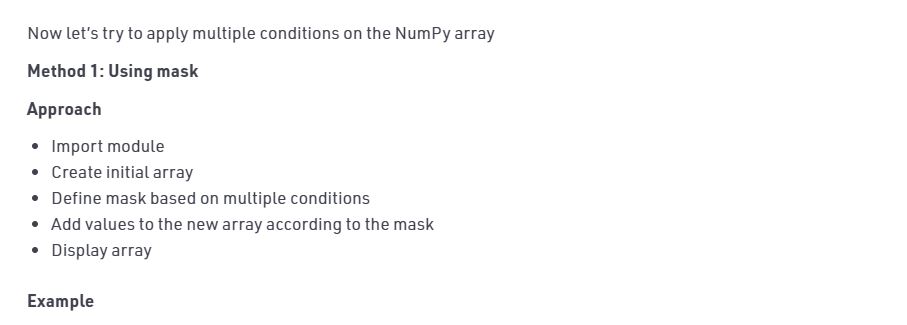 Now let's try to apply multiple conditions on the NumPy array
Method 1: Using mask
Approach
• Import module
• Create initial array
• Define mask based on multiple conditions
• Add values to the new array according to the mask
• Display array
Example